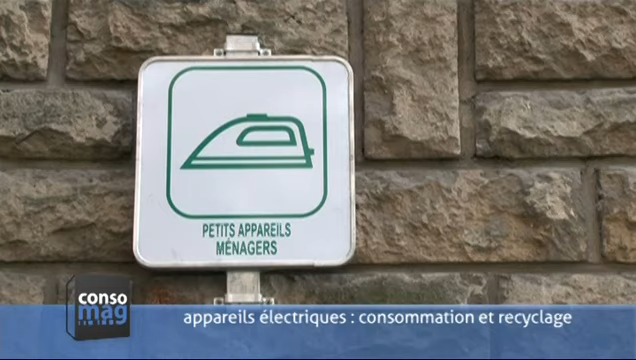 PETITS APPAREILS
MÉNAGERS
conso
mag
appareils électriques : consommation et recyclage